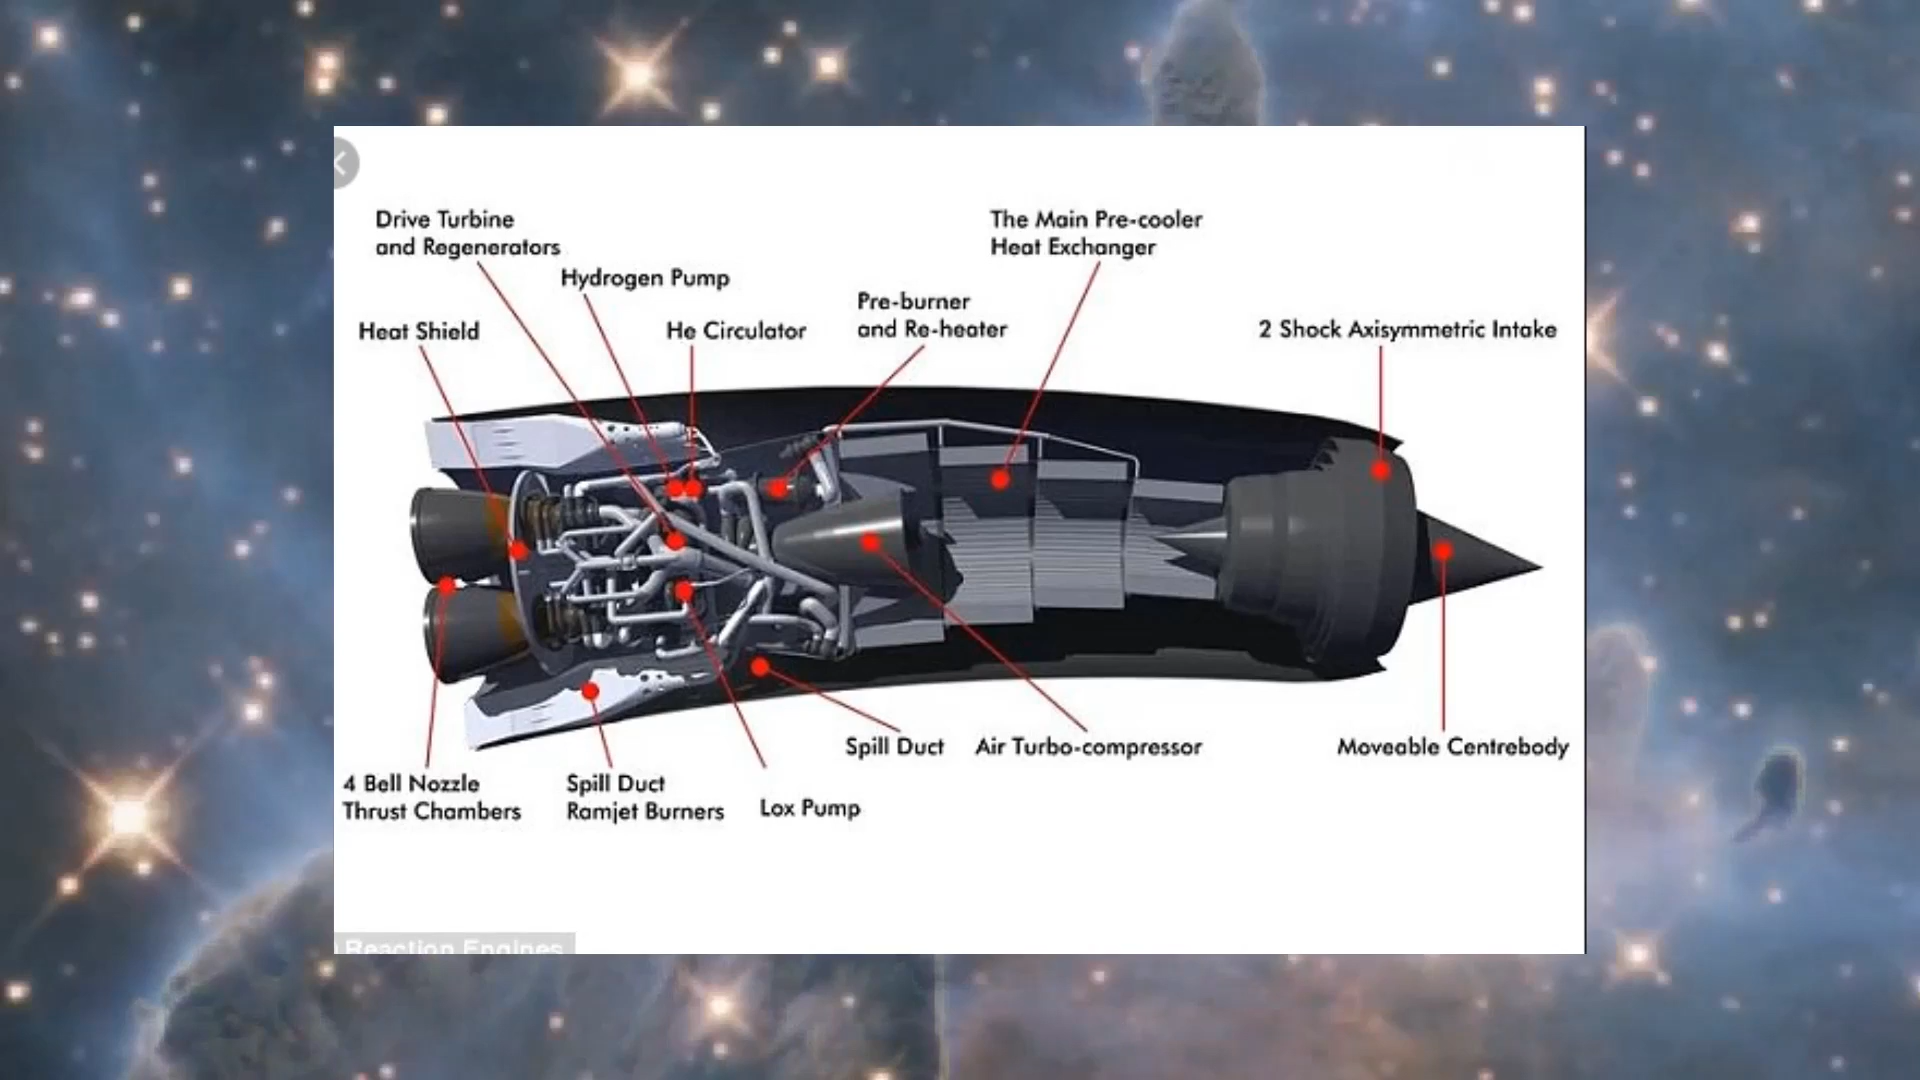 Drive Turbine
and Regenerators
The Main Pre-cooler
Heat Exchanger
Hydrogen Pump
Pre-burner
and Re-heater
Heat Shield
He Circulator
2 Shock Axisymmetric Intake
Spill Duct
Air Turbo-compressor
Moveable Centrebody
4 Bell Nozzle
Thrust Chambers
Spill Duct
Ramjet Burners
Lox Pump
Reaction Engines